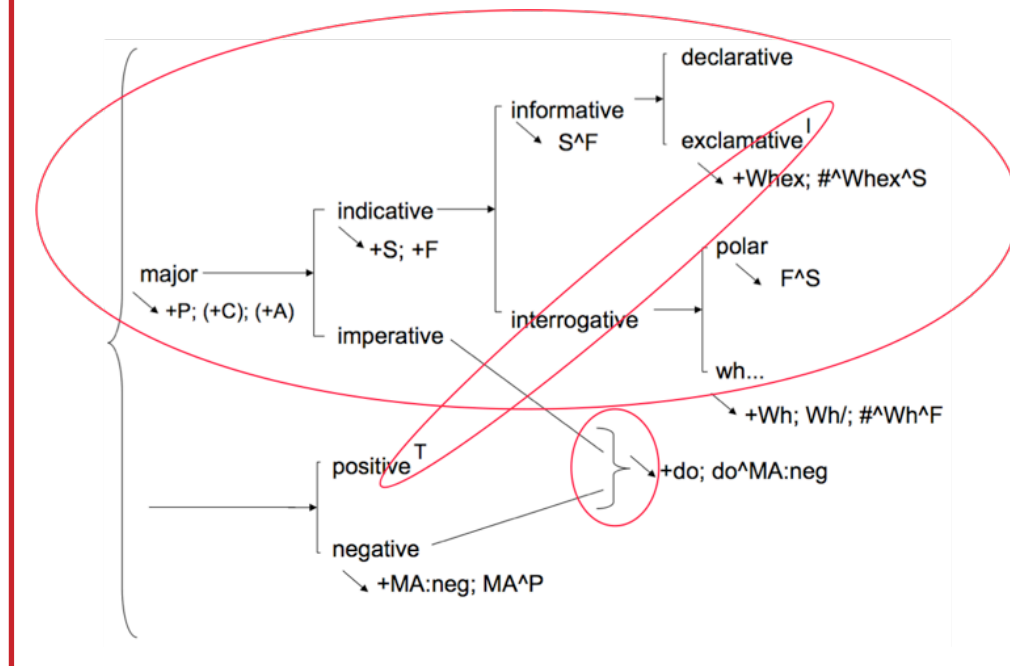 declarative
informative
S^F
exclamative I
+Whex; #^Whex^S
indicative
+S; +F
polar
F^S
major
+P; (+C); (+A)
interrogative
imperative
wh...
+Wh; Wh/; #^Wh^F
positive T
+do; do^MA:neg
negative
+MA:neg; MA^P